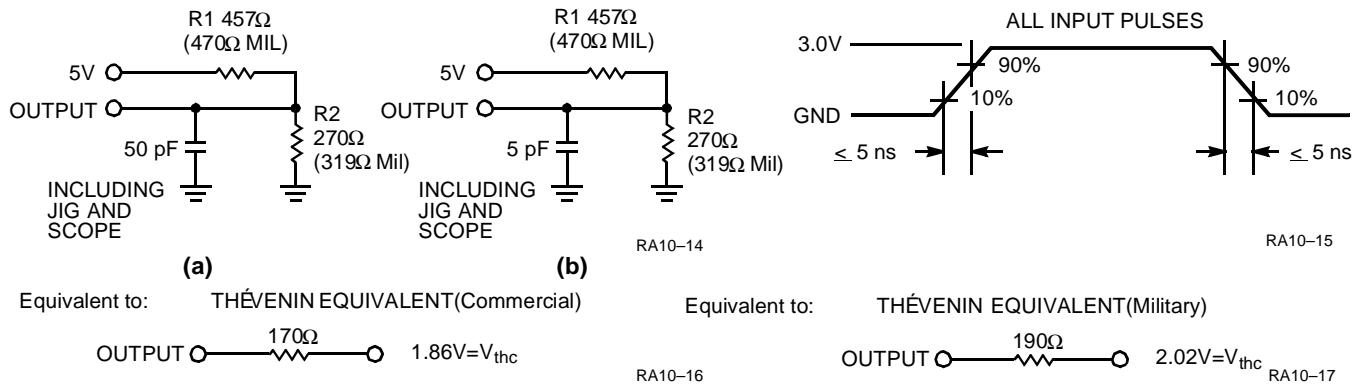 R1 457Ω
(470Ω MIL)
5V
OUTPUT
R2
270Ω
(319Ω Mil)
50 pF
INCLUDING
JIG AND
SCOPE
(a)
R1 457Ω
(470Ω MIL)
5V
OUTPUT
R2
270Ω
(319Ω Mil)
5 pF
INCLUDING
JIG AND
SCOPE
(b)
RA10–14
ALL INPUT PULSES
3.0V
90%
10%
GND
≤ 5 ns
90%
10%
≤ 5 ns
RA10–15
Equivalent to: THÉVENIN EQUIVALENT(Commercial)
170Ω
OUTPUT 1.86V=Vthc
RA10–16
Equivalent to: THÉVENIN EQUIVALENT(Military)
190Ω
OUTPUT 2.02V=Vthc
RA10–17